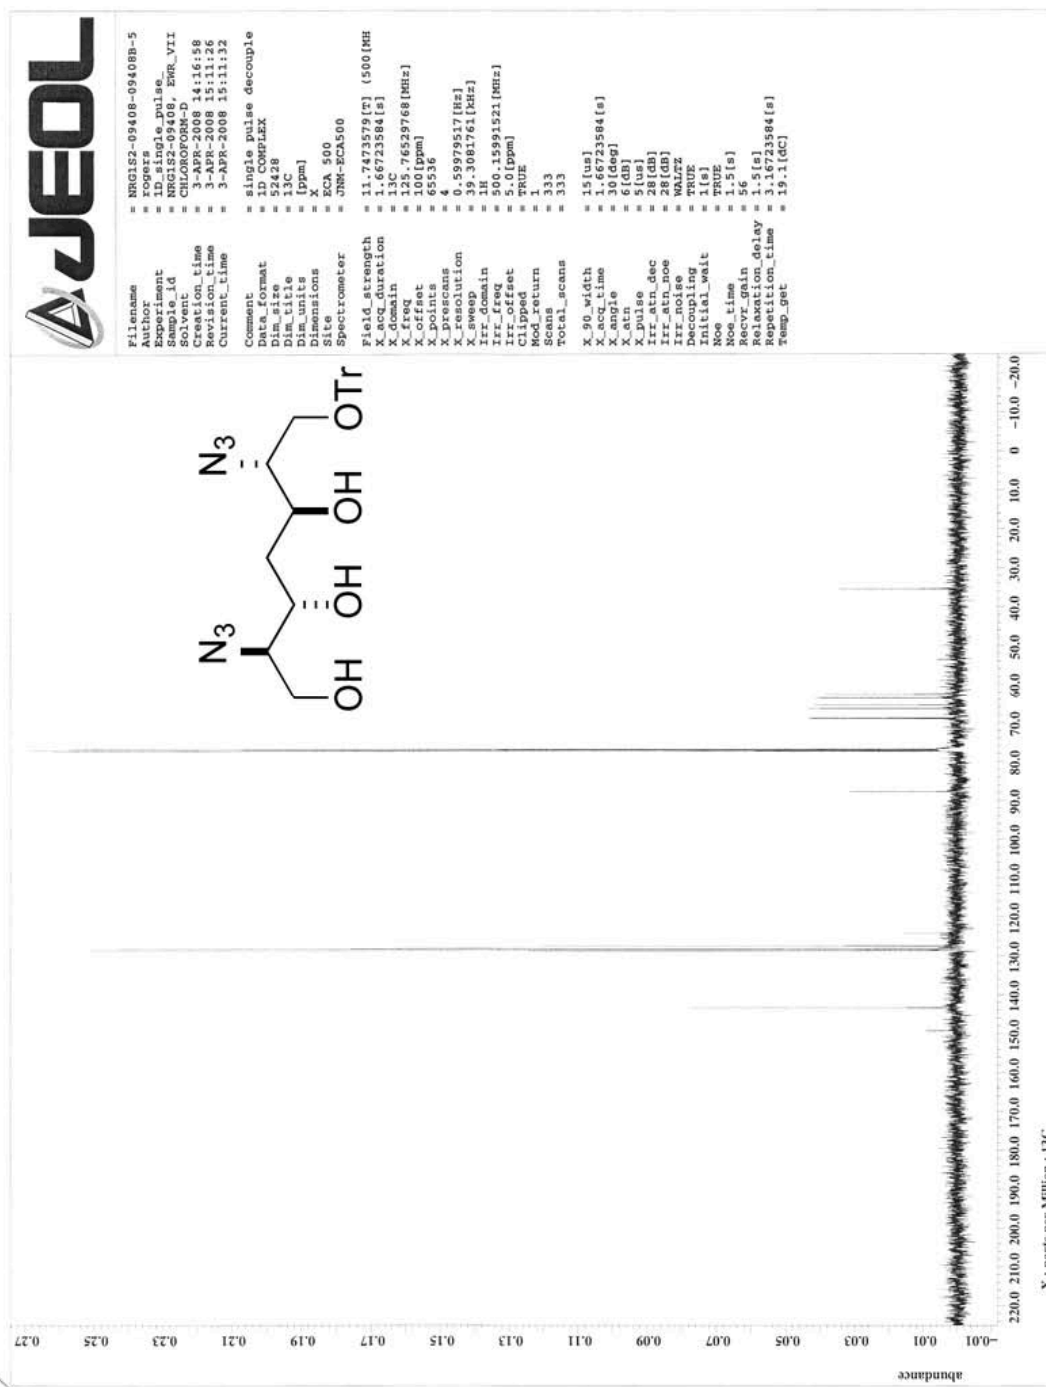 JEOL
Filename = NRG1S2-09408-09408B-5
Author = rogers
Experiment = 1D_single_pulse_
Sample_id = NRG1S2-09408, EWR_VII
Solvent = CHLOROFORM-D
Creation_time = 3-APR-2008 14:16:58
Revision_time = 3-APR-2008 15:11:26
Current_time = 3-APR-2008 15:11:32
Comment = single pulse decouple
Data_format = 1D COMPLEX
Dim_size = 52428
Dim_title = 13C
Dim_units = [ppm]
Dimensions = X
Site = ECA 500
Spectrometer = JNM-ECA500
Field_strength = 11.7473579[T] (500[MH
X_acq_duration = 1.66723584[s]
X_domain = 13C
X_freq = 125.76529768[MHz]
X_offset = 100[ppm]
X_points = 65536
X_prescans = 4
X_resolution = 0.59979517[Hz]
X_sweep = 39.3081761[kHz]
Irr_domain = 1H
Irr_freq = 500.15991521[MHz]
Irr_offset = 5.0[ppm]
Clipped = TRUE
Mod_return = 1
Scans = 333
Total_scans = 333
X_90_width = 15[us]
X_acq_time = 1.66723584[s]
X_angle = 30[deg]
X_atn = 6[dB]
X_pulse = 5[us]
Irr_atn_dec = 28[dB]
Irr_atn_noe = 28[dB]
Irr_noise = WALTZ
Decoupling = TRUE
Initial_wait = 1[s]
Noe = TRUE
Noe_time = 1.5[s]
Recvr_gain = 56
Relaxation_delay = 1.5[s]
Repetition_time = 3.16723584[s]
Temp_get = 19.1[dC]
N3 N3
OH OH OH OTr
abundance
-0.01 0.01 0.03 0.05 0.07 0.09 0.11 0.13 0.15 0.17 0.19 0.21 0.23 0.25 0.27
220.0 210.0 200.0 190.0 180.0 170.0 160.0 150.0 140.0 130.0 120.0 110.0 100.0 90.0 80.0 70.0 60.0 50.0 40.0 30.0 20.0 10.0 0 -10.0 -20.0
X : parts per Million : 13C